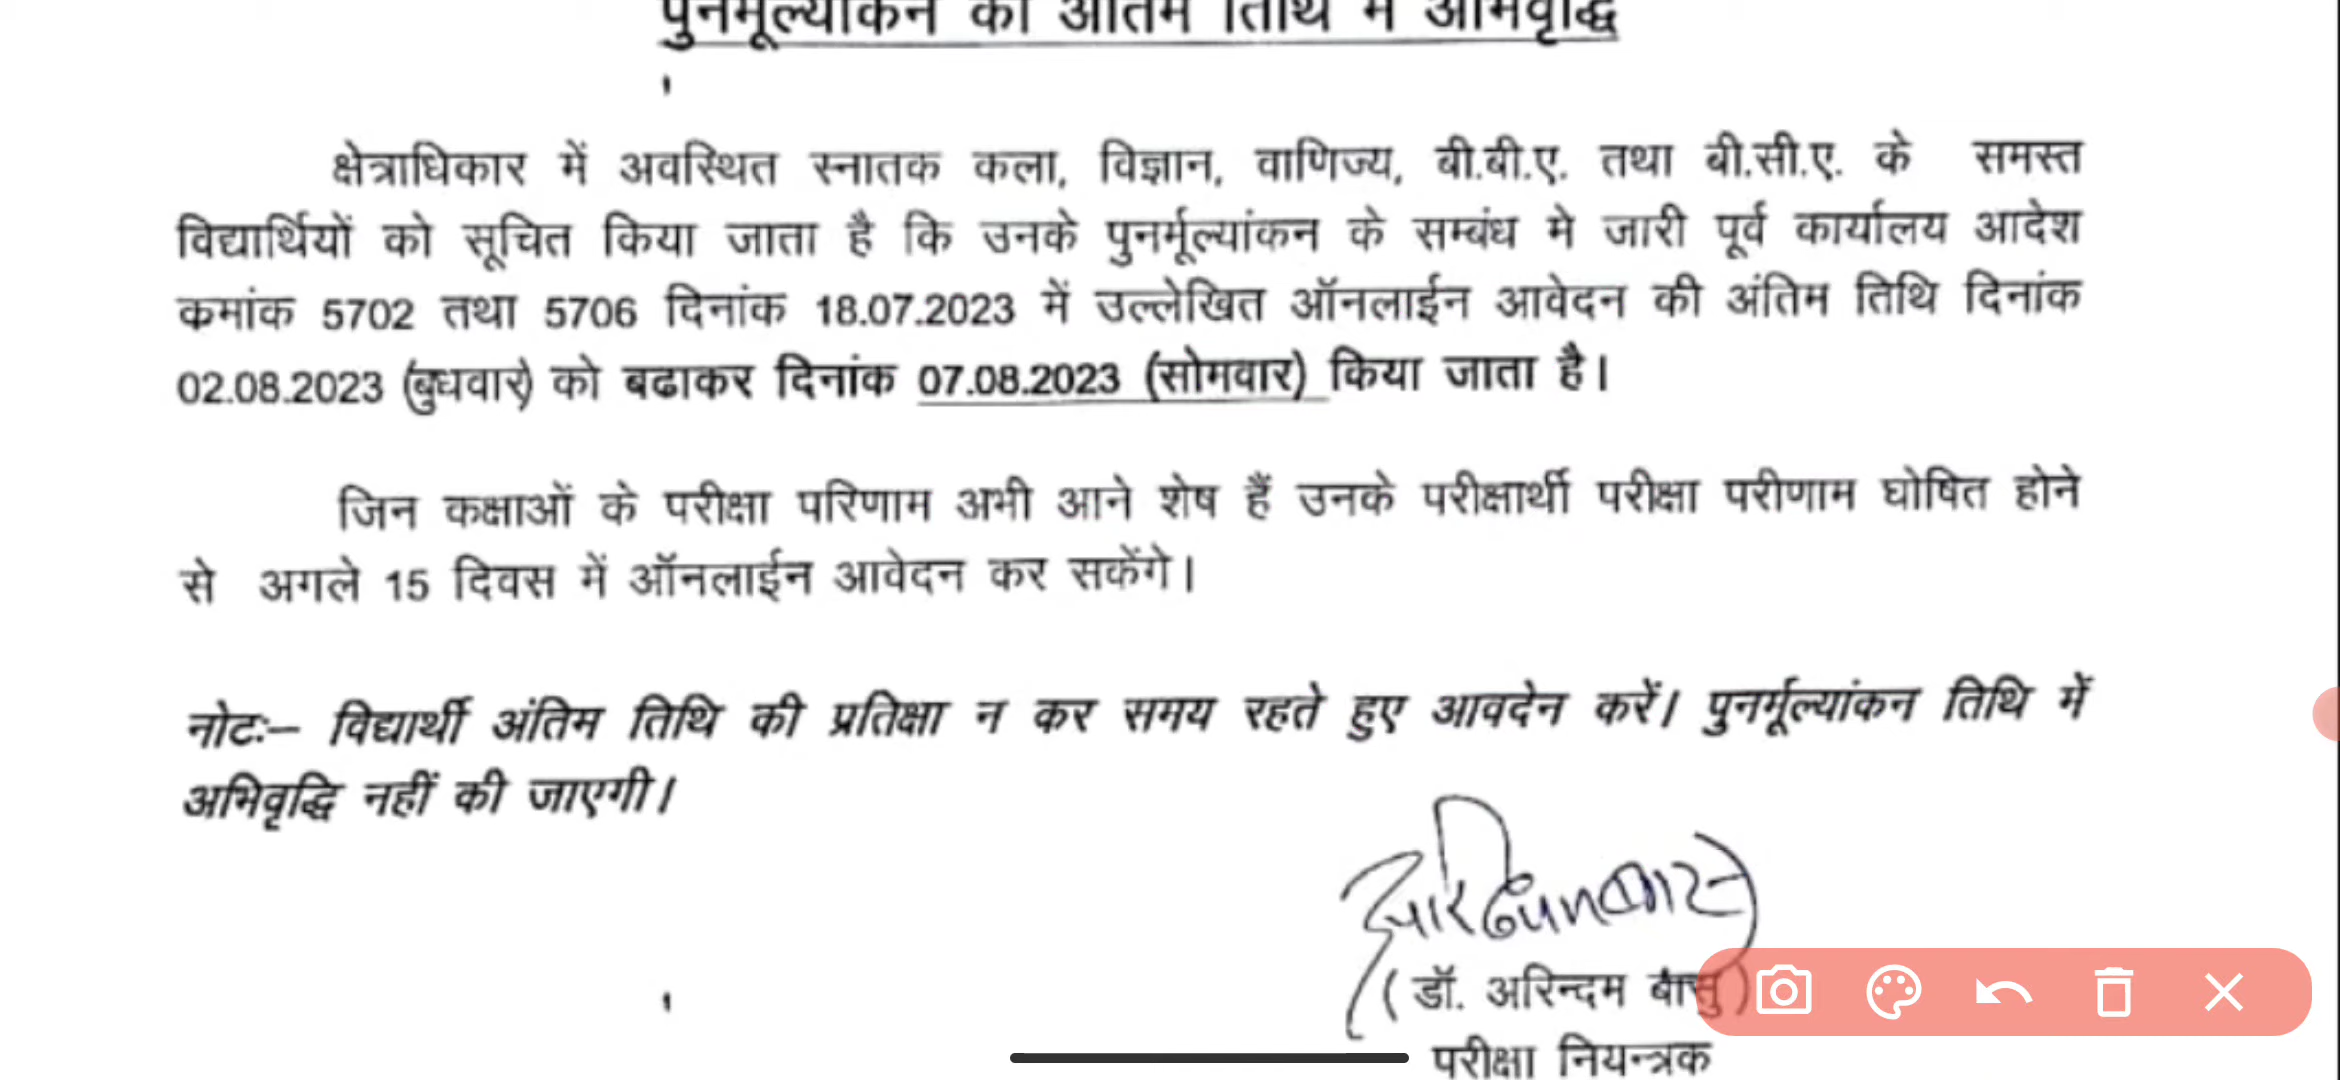 पुनर्मूल्यांकन की अंतिम तिथि में अभिवृद्धि
क्षेत्राधिकार में अवस्थित स्नातक कला, विज्ञान, वाणिज्य, बी.बी.ए. तथा बी.सी.ए. के समस्त
विद्यार्थियों को सूचित किया जाता है कि उनके पुनर्मूल्यांकन के सम्बंध मे जारी पूर्व कार्यालय आदेश
कमांक 5702 तथा 5706 दिनांक 18.07.2023 में उल्लेखित ऑनलाईन आवेदन की अंतिम तिथि दिनांक
02.08.2023 (बुधवार) को बढाकर दिनांक 07.08.2023 (सोमवार) किया जाता है।
जिन कक्षाओं के परीक्षा परिणाम अभी आने शेष हैं उनके परीक्षार्थी परीक्षा परीणाम घोषित होने
से अगले 15 दिवस में ऑनलाईन आवेदन कर सकेंगे।
नोटः– विद्यार्थी अंतिम तिथि की प्रतिक्षा न कर समय रहते हुए आवदेन करें। पुनर्मूल्यांकन तिथि में
अभिवृद्धि नहीं की जाएगी।
(डॉ. अरिन्दम बासु)
परीक्षा नियन्त्रक